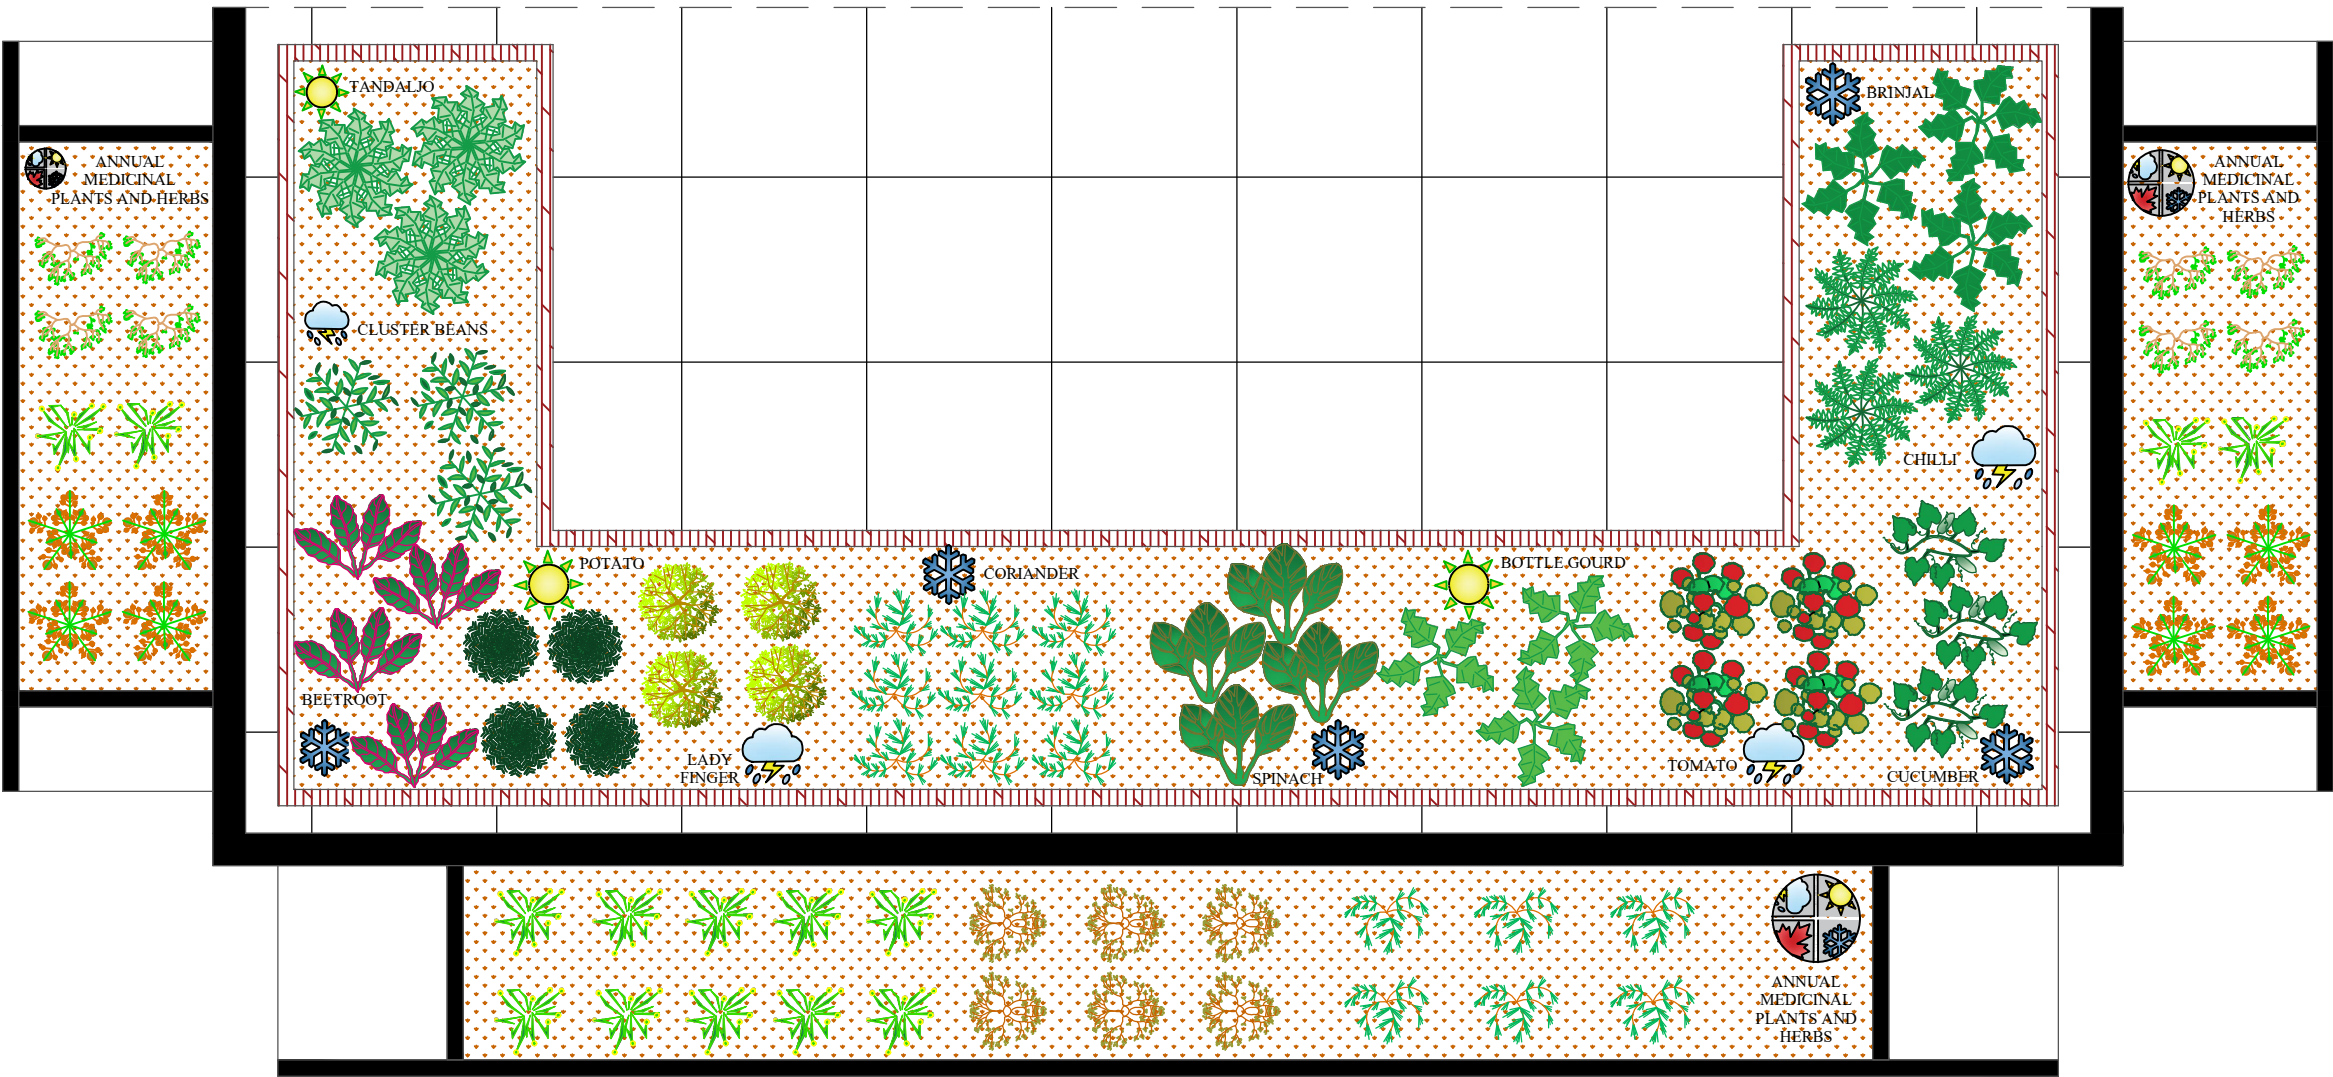 TANDALJO
BRINJAL
ANNUAL
MEDICINAL
PLANTS AND HERBS
ANNUAL
MEDICINAL
PLANTS AND
HERBS
CLUSTER BEANS
CHILLI
POTATO
CORIANDER
BOTTLE GOURD
BEETROOT
LADY
FINGER
SPINACH
TOMATO
CUCUMBER
ANNUAL
MEDICINAL
PLANTS AND
HERBS